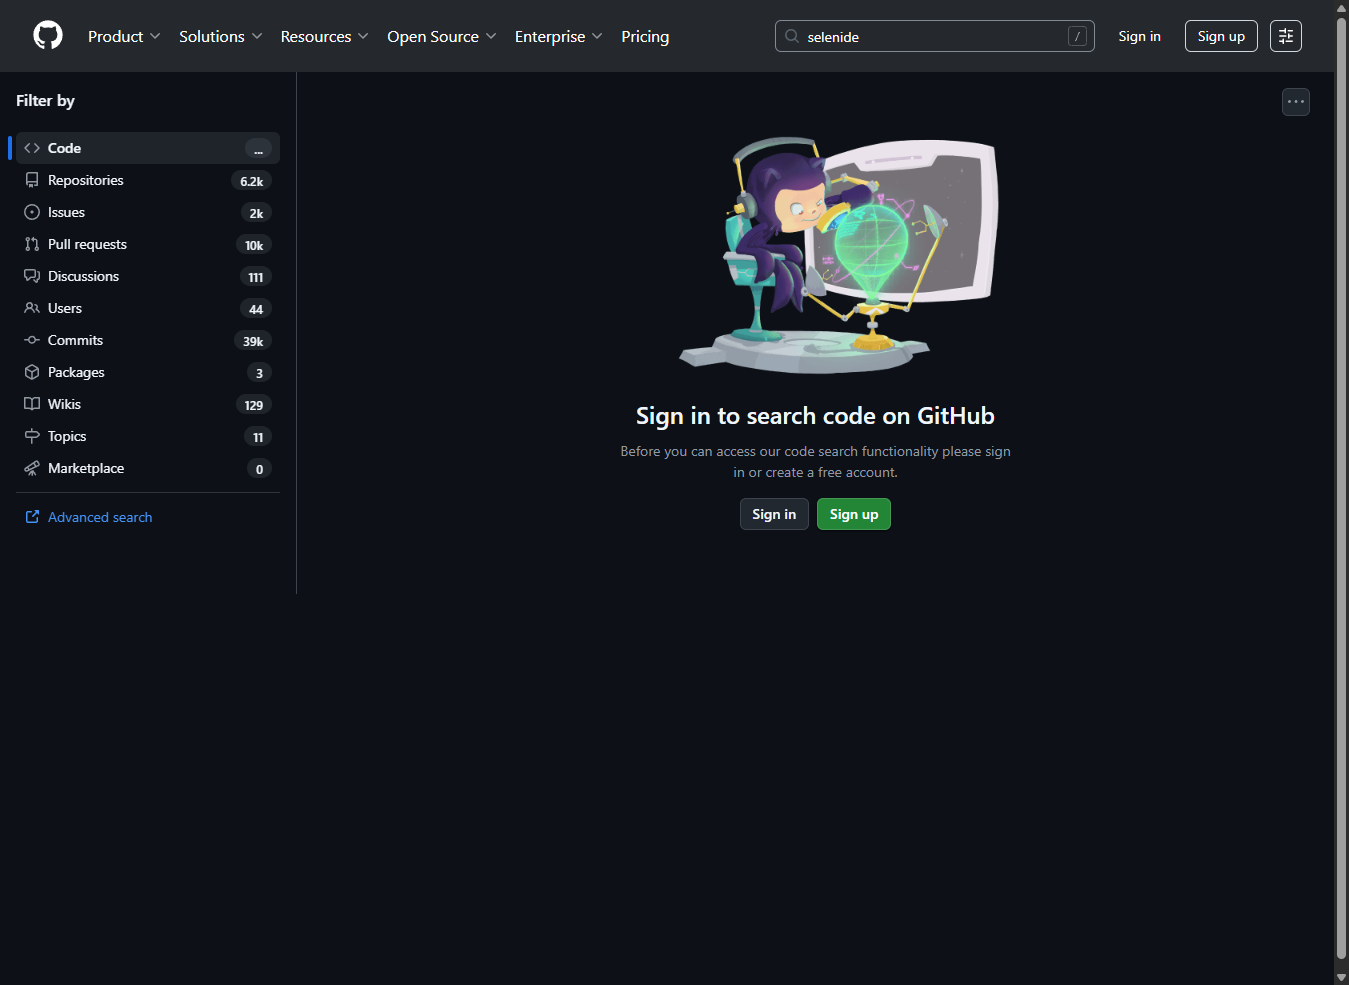 Product
Solutions
Resources
Open Source
Enterprise
Pricing
selenide
/
Sign in
Sign up
Filter by
Code
...
Repositories
6.2k
Issues
2k
Pull requests
10k
Discussions
111
Users
44
Commits
39k
Packages
3
Wikis
129
Topics
11
Marketplace
0
Advanced search
Sign in to search code on GitHub
Before you can access our code search functionality please sign
in or create a free account.
Sign in
Sign up